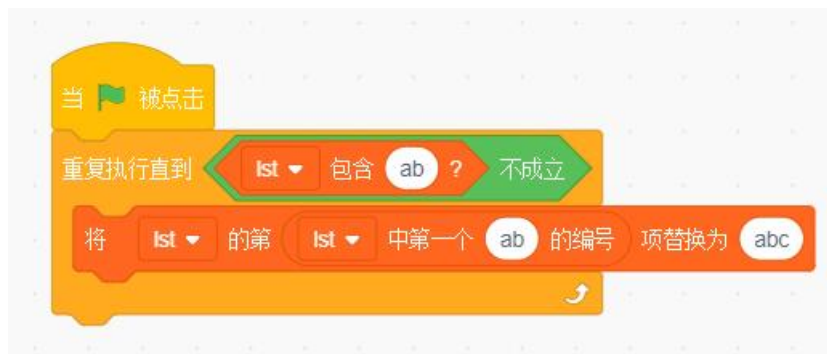 当 被点击
重复执行直到 lst 包含 ab ? 不成立
将 lst 的第 lst 中第一个 ab 的编号 项替换为 abc